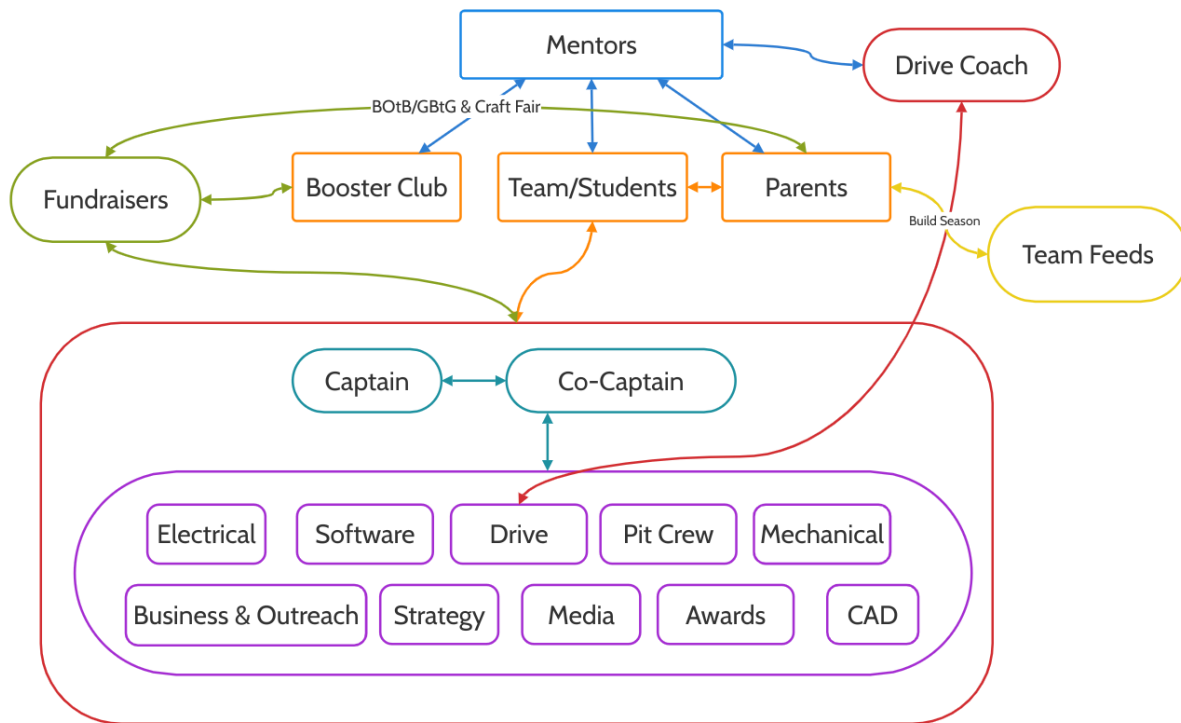 Mentors
Drive Coach
BOtB/GBtG & Craft Fair
Fundraisers
Booster Club
Team/Students
Parents
Build Season
Team Feeds
Captain
Co-Captain
Electrical
Software
Drive
Pit Crew
Mechanical
Business & Outreach
Strategy
Media
Awards
CAD